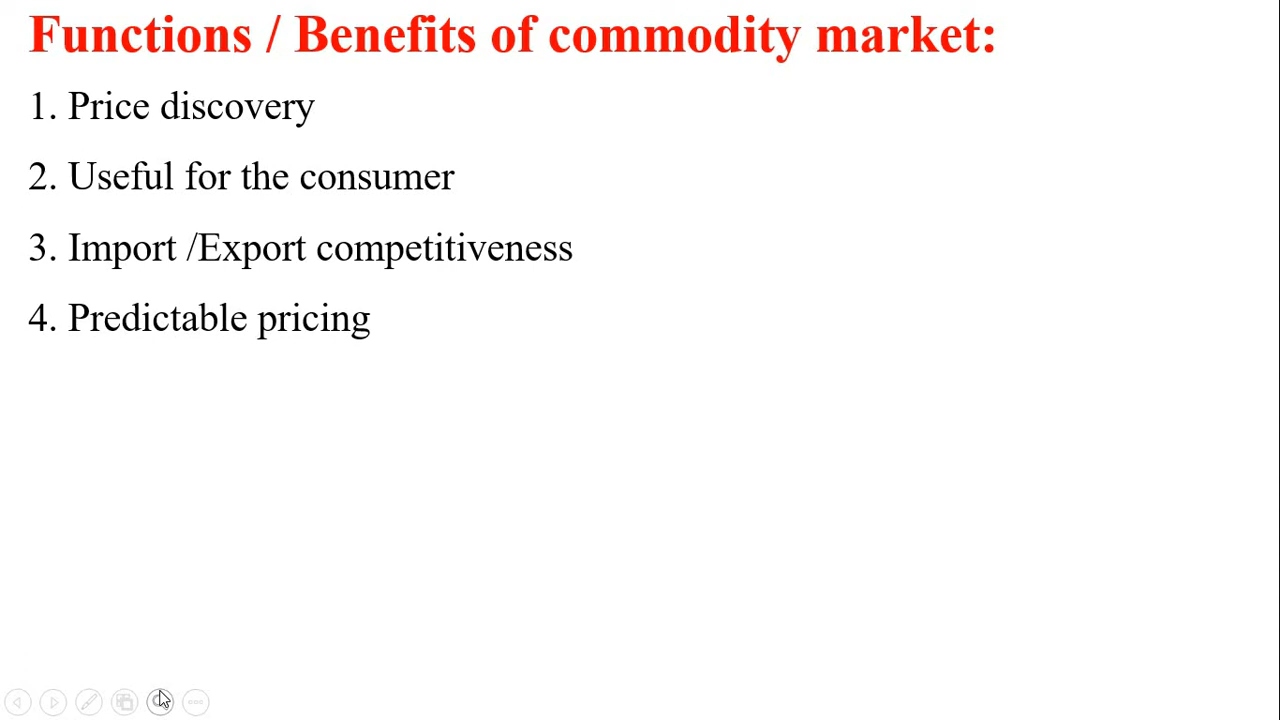 Functions / Benefits of commodity market:
1. Price discovery
2. Useful for the consumer
3. Import /Export competitiveness
4. Predictable pricing